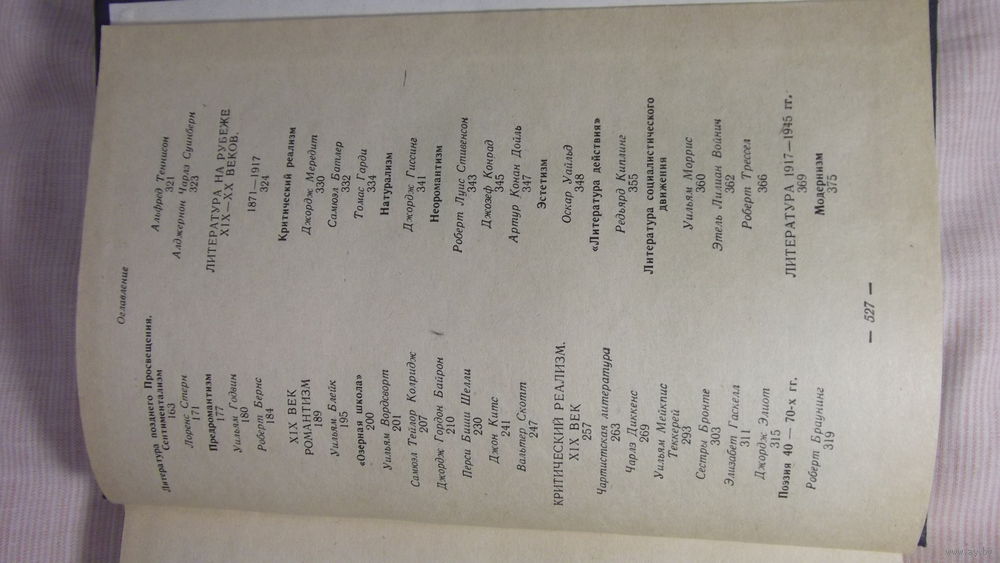 Оглавление
Литература позднего Просвещения.
Сентиментализм
163
Лоренс Стерн
171
Предромантизм
177
Уильям Годвин
180
Роберт Бернс
184
XIX ВЕК
РОМАНТИЗМ
189
Уильям Блейк
195
«Озерная школа»
200
Уильям Вордсворт
201
Самюэл Тейлор Колридж
207
Джордж Гордон Байрон
210
Перси Биши Шелли
230
Джон Китс
241
Вальтер Скотт
247
КРИТИЧЕСКИЙ РЕАЛИЗМ.
XIX ВЕК
257
Чартистская литература
263
Чарлз Диккенс
269
Уильям Мейкпис
Теккерей
293
Сестры Бронте
303
Элизабет Гаскелл
311
Джордж Элиот
315
Поэзия 40 — 70-х гг.
Роберт Браунинг
319
Альфред Теннисон
321
Алджернон Чарлз Суинберн
323
ЛИТЕРАТУРА НА РУБЕЖЕ
XIX—XX ВЕКОВ.
1871—1917
324
Критический реализм
Джордж Мередит
330
Самюэл Батлер
332
Томас Гарди
334
Натурализм
Джордж Гиссинг
341
Неоромантизм
Роберт Луис Стивенсон
343
Джозеф Конрад
345
Артур Конан Дойль
347
Эстетизм
Оскар Уайльд
348
«Литература действия»
Редьярд Киплинг
355
Литература социалистического
движения
Уильям Моррис
360
Этель Лилиан Войнич
362
Роберт Трессел
366
ЛИТЕРАТУРА 1917—1945 гг.
369
Модернизм
375
— 527 —
www.ay.by